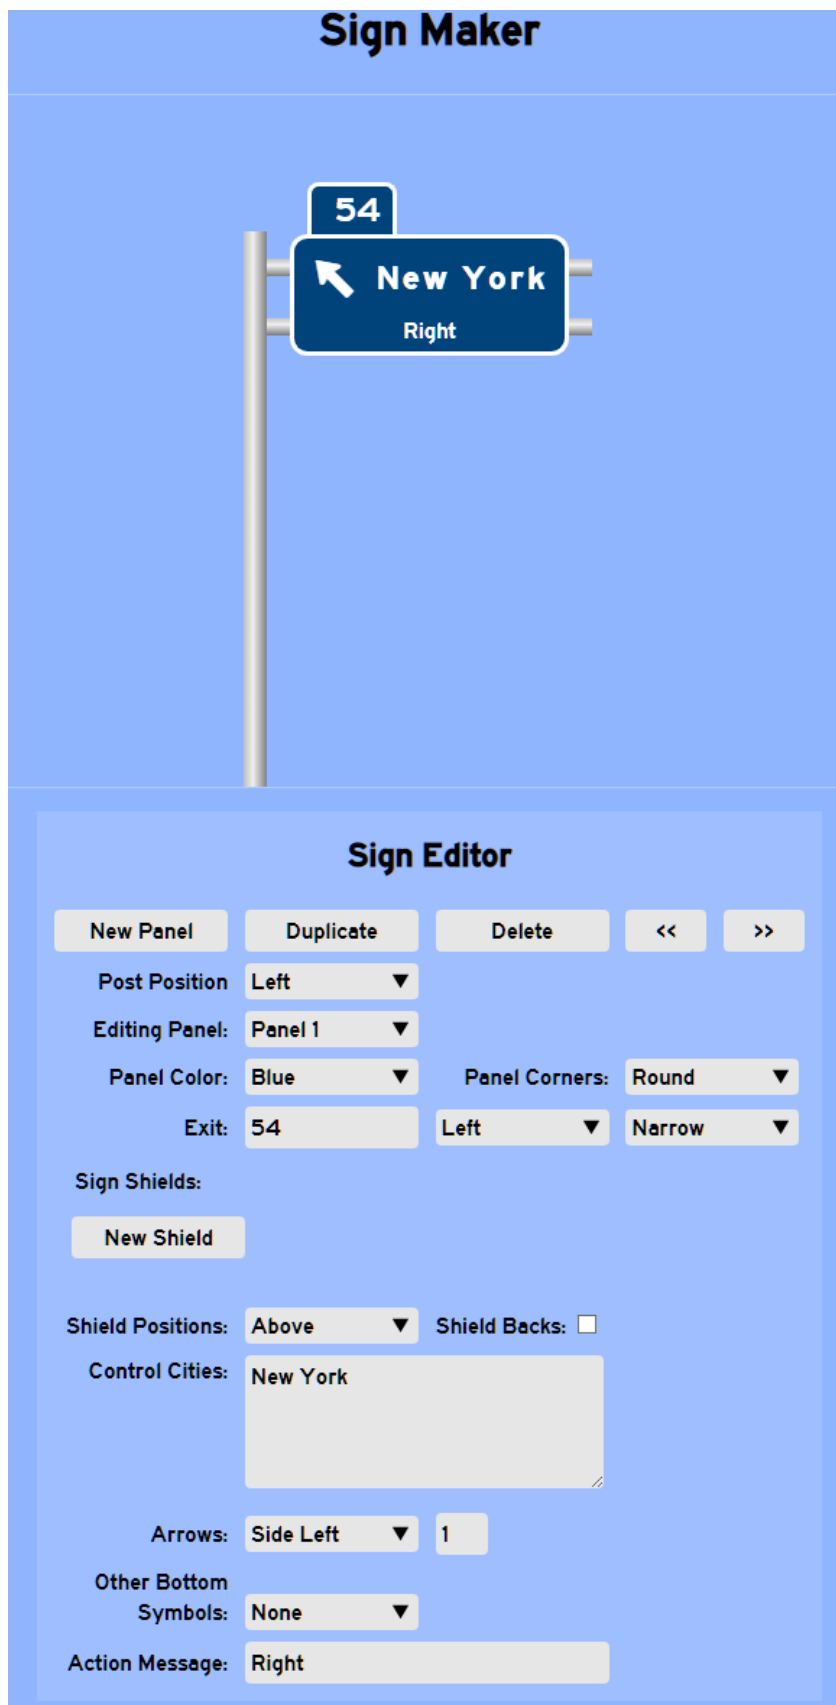 Sign Maker
54
New York
Right
Sign Editor
New Panel Duplicate Delete << >>
Post Position Left
Editing Panel: Panel 1
Panel Color: Blue Panel Corners: Round
Exit: 54 Left Narrow
Sign Shields:
New Shield
Shield Positions: Above Shield Backs:
Control Cities: New York
Arrows: Side Left 1
Other Bottom
Symbols: None
Action Message: Right